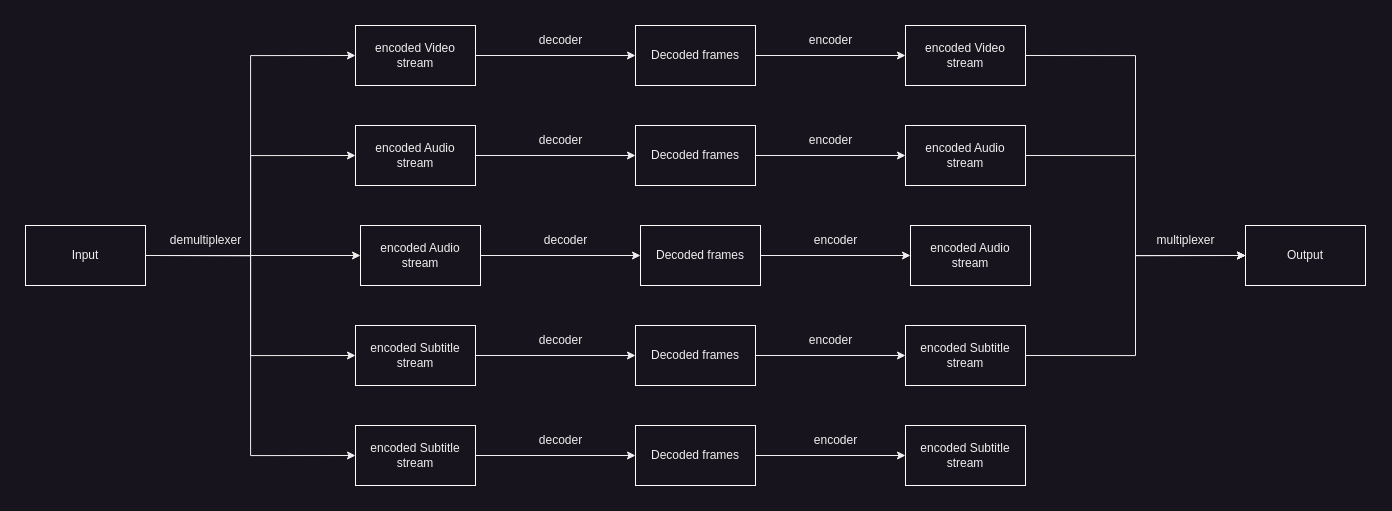 encoded Video
stream
decoder
Decoded frames
encoder
encoded Video
stream
encoded Audio
stream
decoder
Decoded frames
encoder
encoded Audio
stream
Input
demultiplexer
encoded Audio
stream
decoder
Decoded frames
encoder
encoded Audio
stream
multiplexer
Output
encoded Subtitle
stream
decoder
Decoded frames
encoder
encoded Subtitle
stream
encoded Subtitle
stream
decoder
Decoded frames
encoder
encoded Subtitle
stream